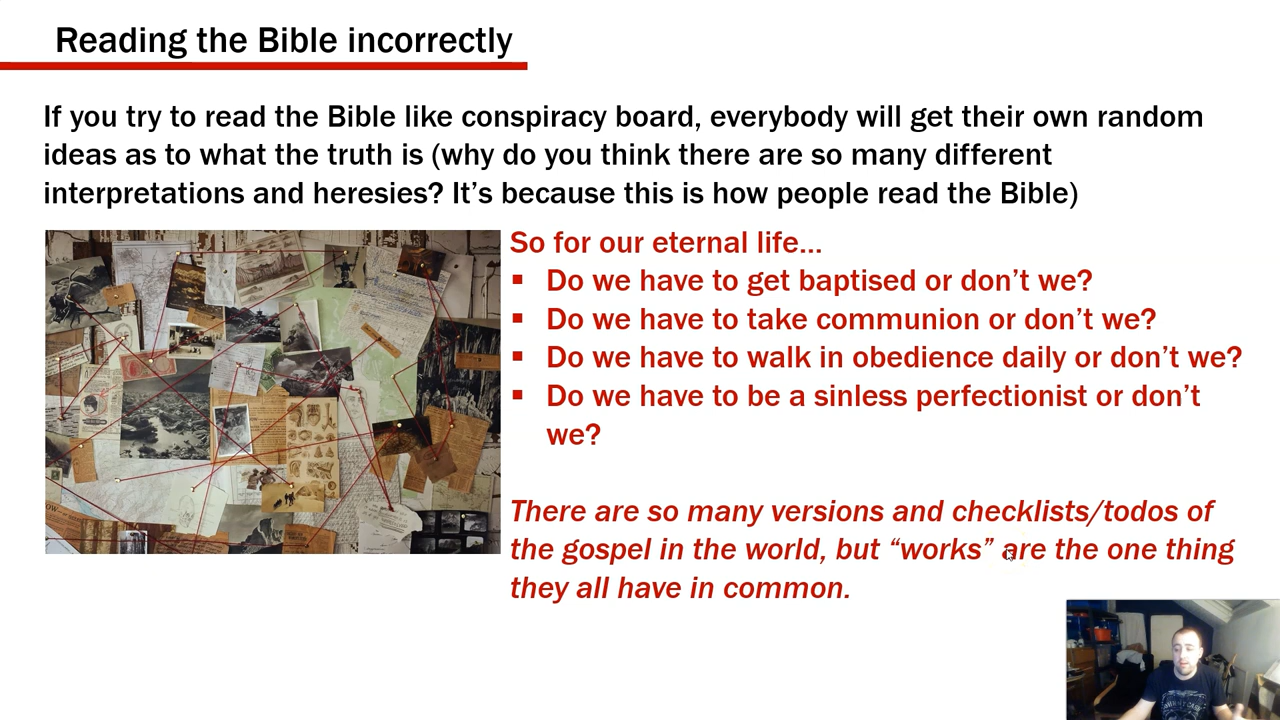 Reading the Bible incorrectly
If you try to read the Bible like conspiracy board, everybody will get their own random
ideas as to what the truth is (why do you think there are so many different
interpretations and heresies? It’s because this is how people read the Bible)
So for our eternal life...
▪ Do we have to get baptised or don’t we?
▪ Do we have to take communion or don’t we?
▪ Do we have to walk in obedience daily or don’t we?
▪ Do we have to be a sinless perfectionist or don’t
we?
There are so many versions and checklists/todos of
the gospel in the world, but “works” are the one thing
they all have in common.